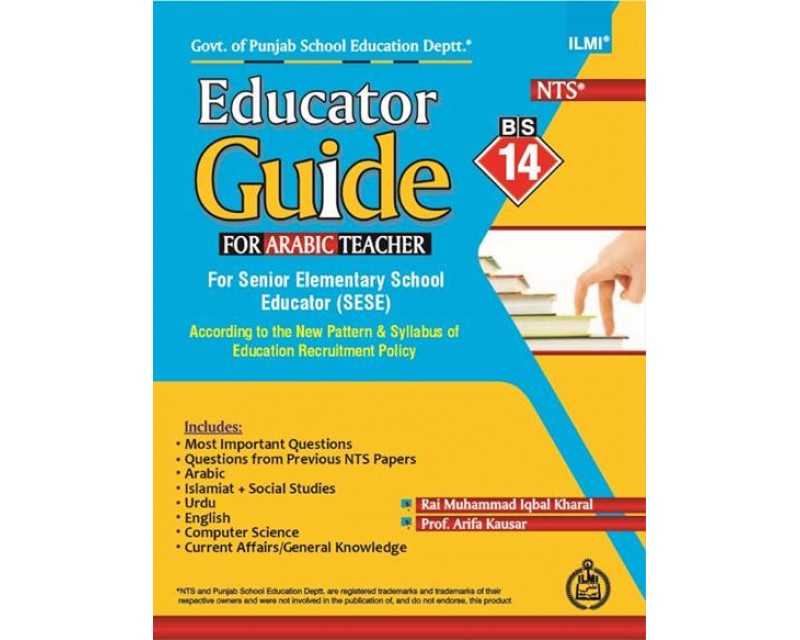 Govt. of Punjab School Education Deptt.*
ILMI®
NTS*
Educator
Guide
BS
14
FOR ARABIC TEACHER
For Senior Elementary School
Educator (SESE)
According to the New Pattern & Syllabus of
Education Recruitment Policy
Includes:
• Most Important Questions
• Questions from Previous NTS Papers
• Arabic
• Islamiat + Social Studies
• Urdu
• English
• Computer Science
• Current Affairs/General Knowledge
Rai Muhammad Iqbal Kharal
Prof. Arifa Kausar
ILMI
*NTS and Punjab School Education Deptt. are registered trademarks and trademarks of their
respective owners and were not involved in the publication of, and do not endorse, this product